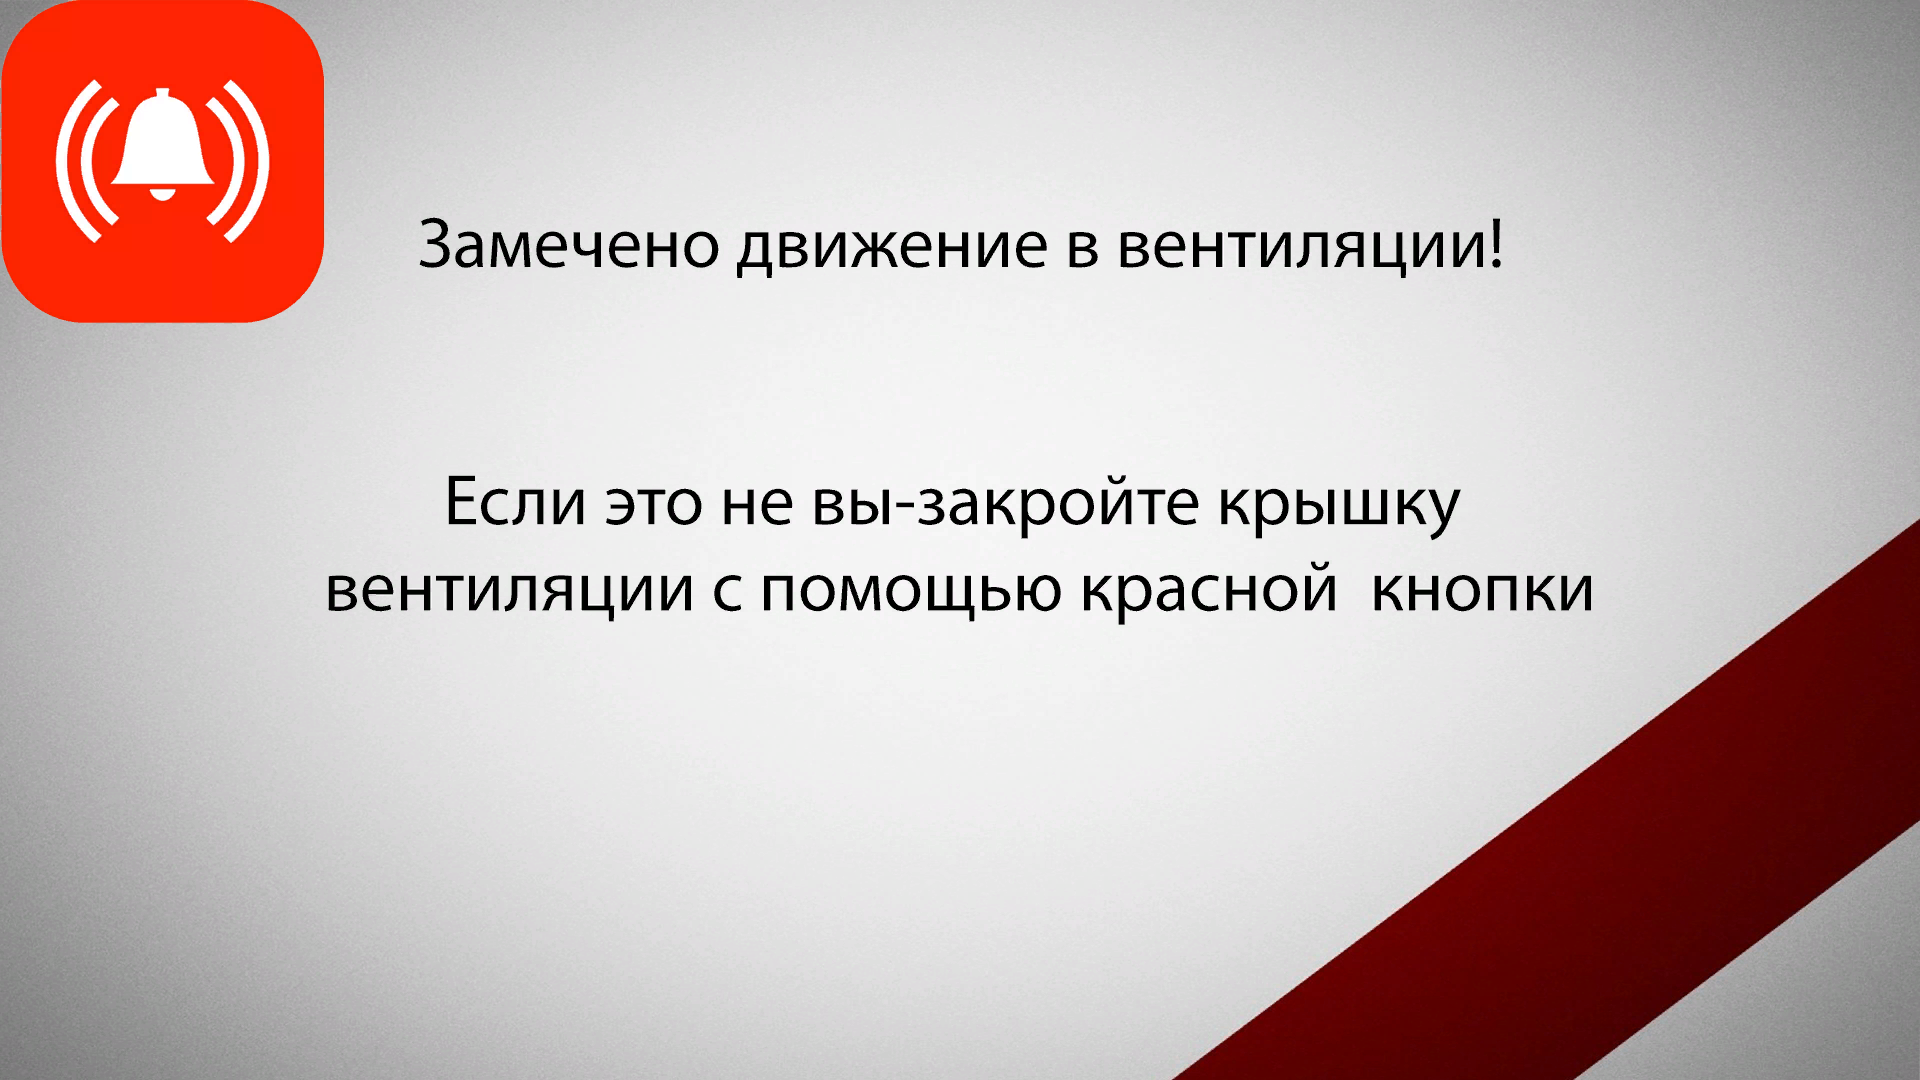 Замечено движение в вентиляции!
Если это не вы-закройте крышку
вентиляции с помощью красной  кнопки